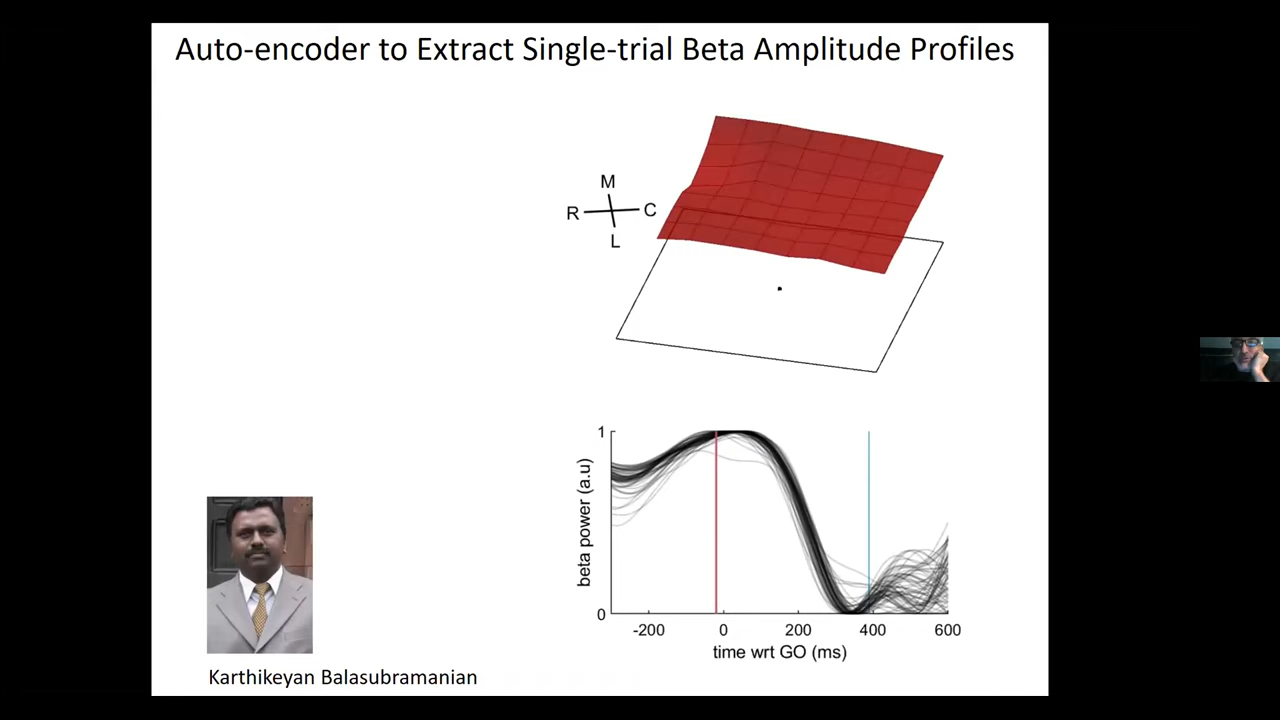 Auto-encoder to Extract Single-trial Beta Amplitude Profiles
M
R
C
L
1
beta power (a.u)
0
-200
0
200
400
600
time wrt GO (ms)
Karthikeyan Balasubramanian